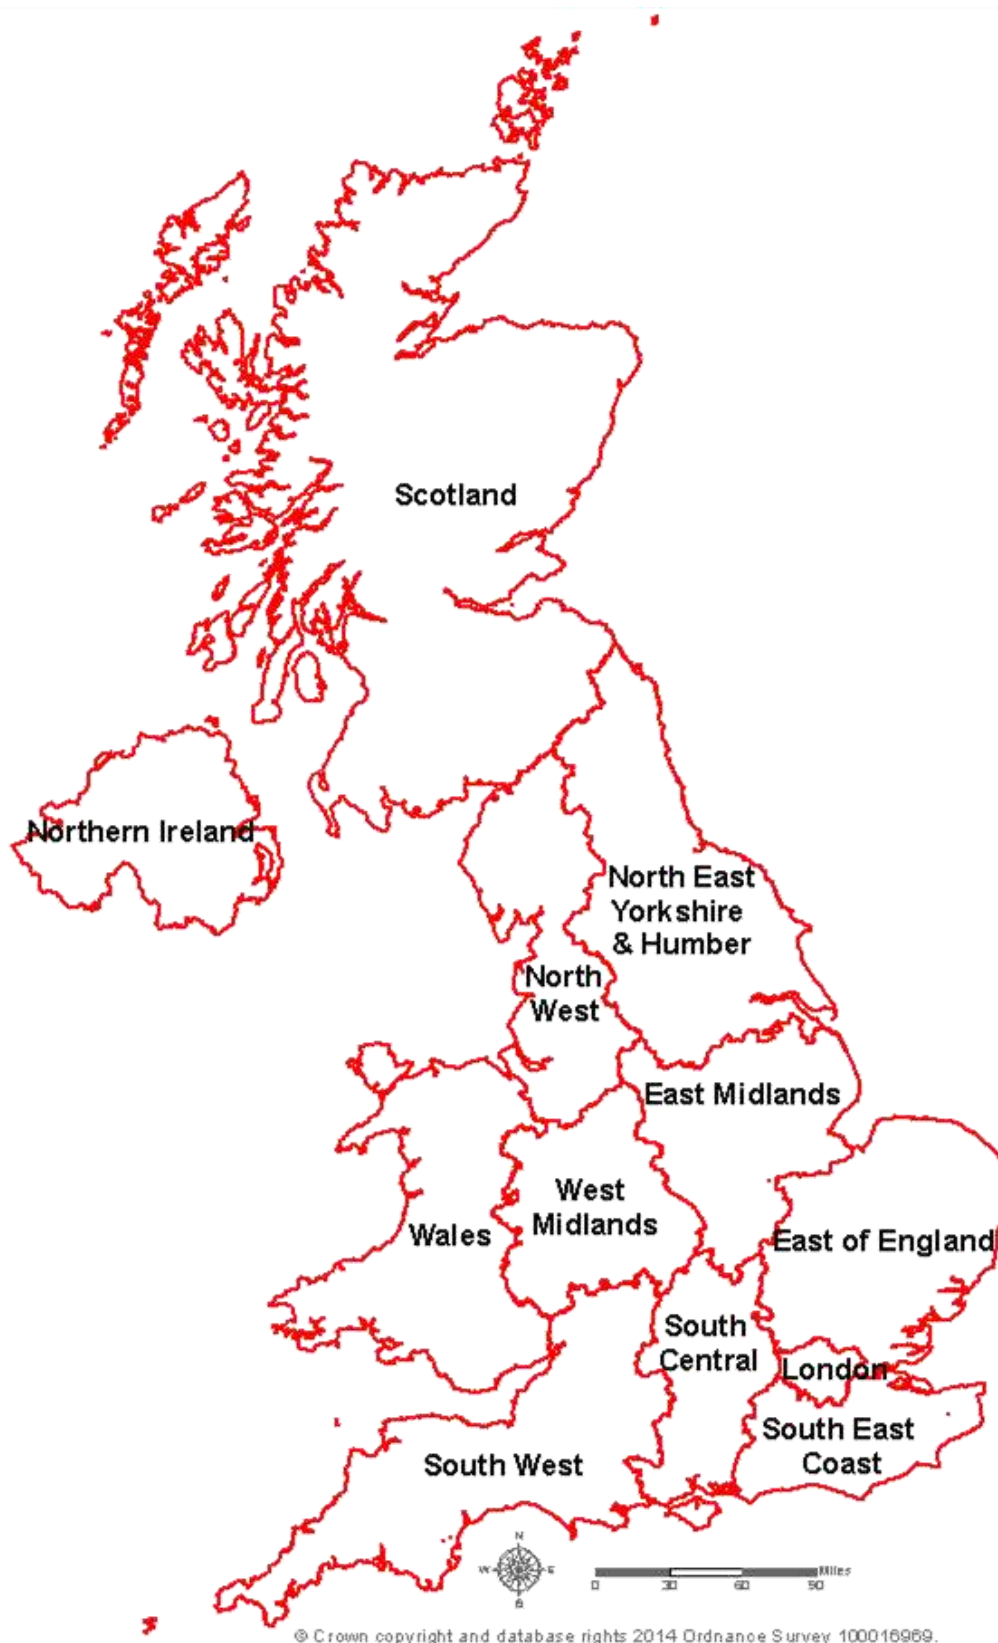 Scotland
Northern Ireland
North East
Yorkshire
& Humber
North
West
East Midlands
West
Midlands
Wales
East of England
South
Central
London
South East
Coast
South West
N
W
E
S
Miles
0
30
60
90
© Crown copyright and database rights 2014 Ordnance Survey 100016969.